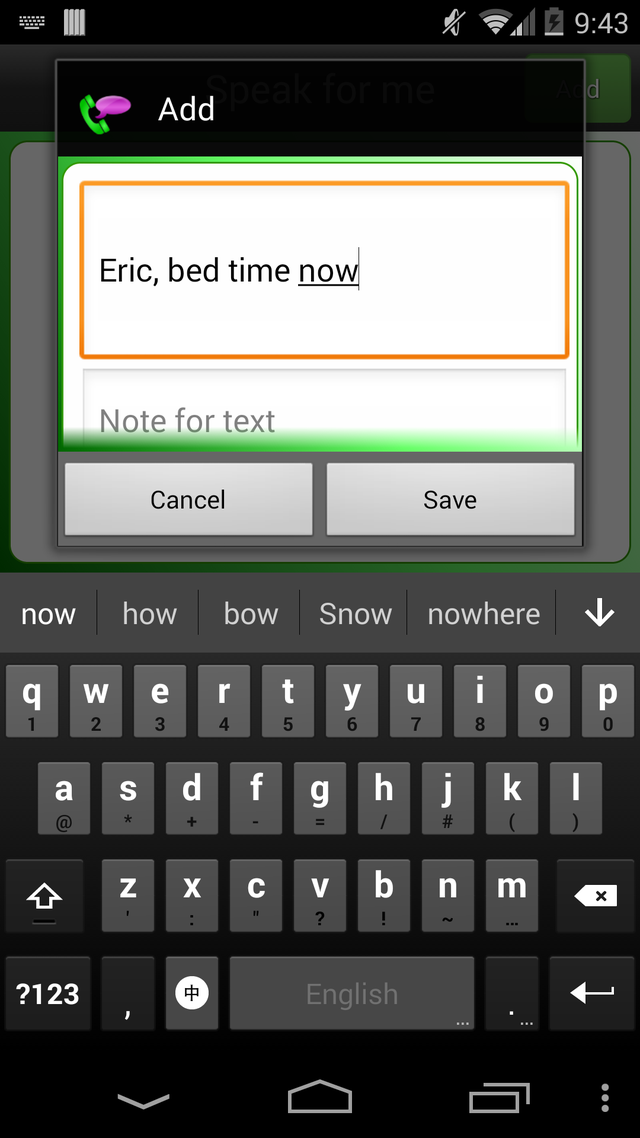 9:43
Speak for me
Add
Add
Eric, bed time now
Note for text
Cancel Save
now how bow Snow nowhere
q w e r t y u i o p
1 2 3 4 5 6 7 8 9 0
a s d f g h j k l
@ * + - = / # ( )
z x c v b n m
' : " ? ! ~ ...
?123 , 中 English ... . ...